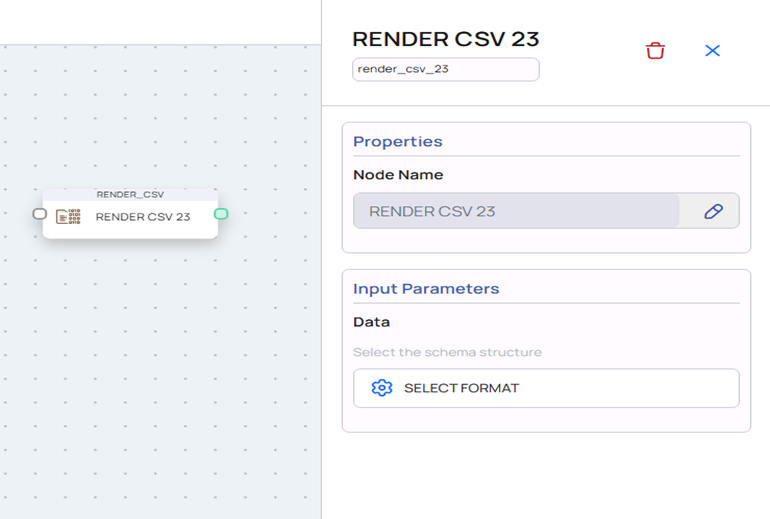 RENDER_CSV
RENDER CSV 23
RENDER CSV 23
render_csv_23
Properties
Node Name
RENDER CSV 23
Input Parameters
Data
Select the schema structure
SELECT FORMAT